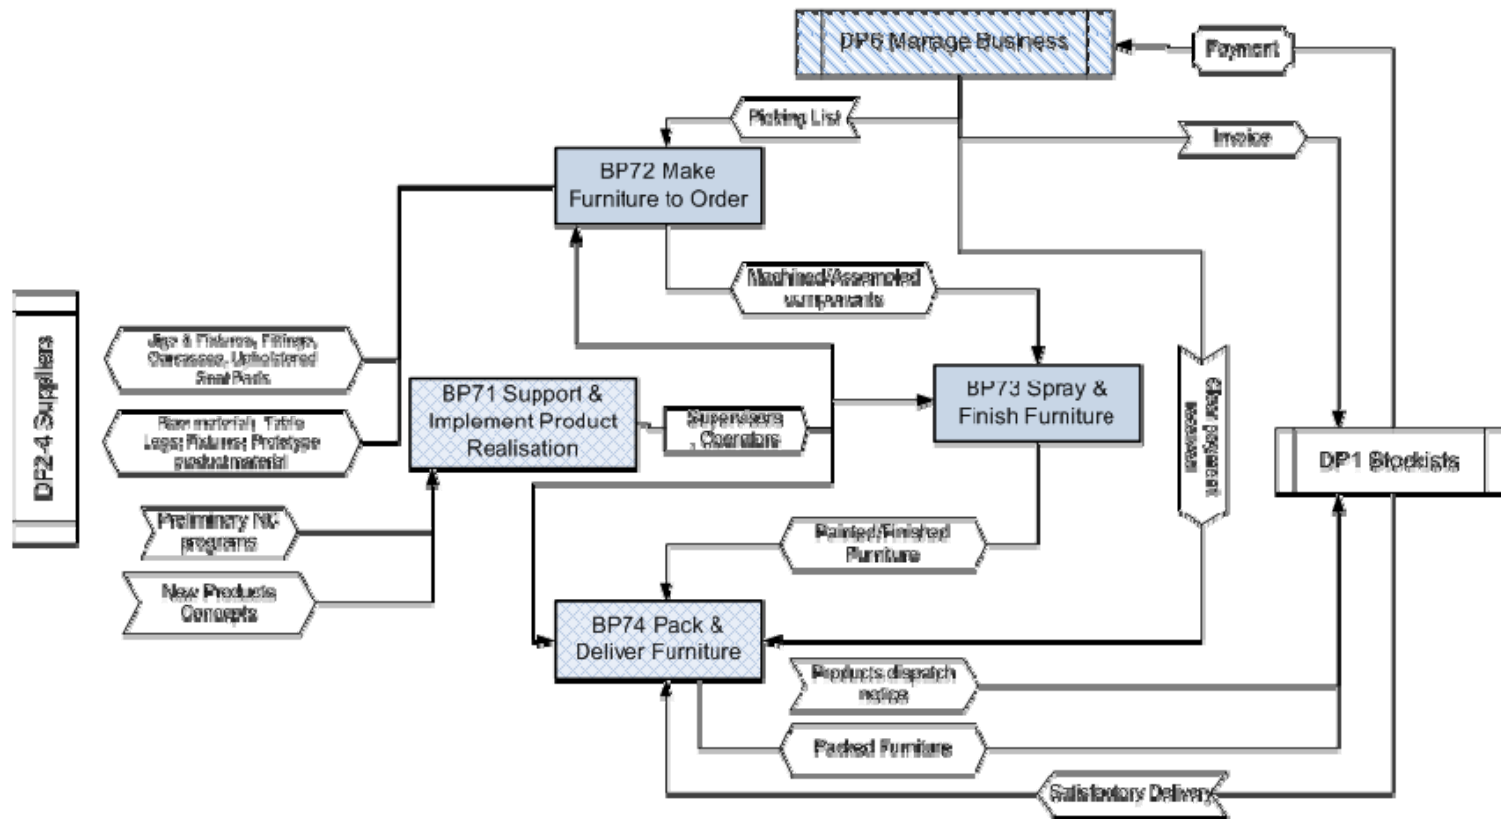 DP6 Manage Business
Payment
Picking List
Invoice
BP72 Make
Furniture to Order
Machined/Assembled
components
DP2-4 Suppliers
Jigs & Fixtures, Fittings,
Carcasses, Upholstered
Seat Pads
BP71 Support &
Implement Product
Realisation
Supervisors
, Operators
BP73 Spray &
Finish Furniture
Clear payment
Raw material; Table
Legs; Fixtures; Prototype
product material
DP1 Stockists
Preliminary NC
programs
Painted/Finished
Furniture
New Products
Concepts
BP74 Pack &
Deliver Furniture
Products dispatch
notice
Packed Furniture
Satisfactory Delivery